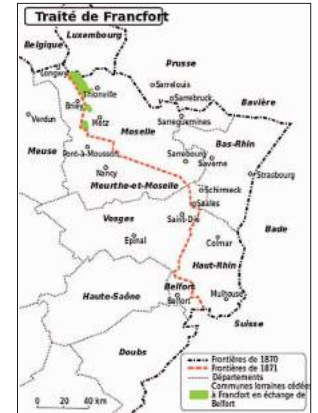 Traité de Francfort
Luxembourg
Belgique
Prusse
Longwy
Thionville
Sarrelouis
Sarrebruck
Briey
Bavière
Verdun
Metz
Sarreguemines
Moselle
Bas-Rhin
Meuse
Pont-à-Mousson
Sarrebourg
Saverne
Nancy
Strasbourg
Meurthe-et-Moselle
Schirmeck
Saales
Vosges
Saint-Dié
Bade
Epinal
Colmar
Haut-Rhin
Belfort
Haute-Saône
Belfort
Mulhouse
Suisse
Doubs
Frontières de 1870
Frontières de 1871
Départements
Communes lorraines cédées
à Francfort en échange de
Belfort
0 20 40 km